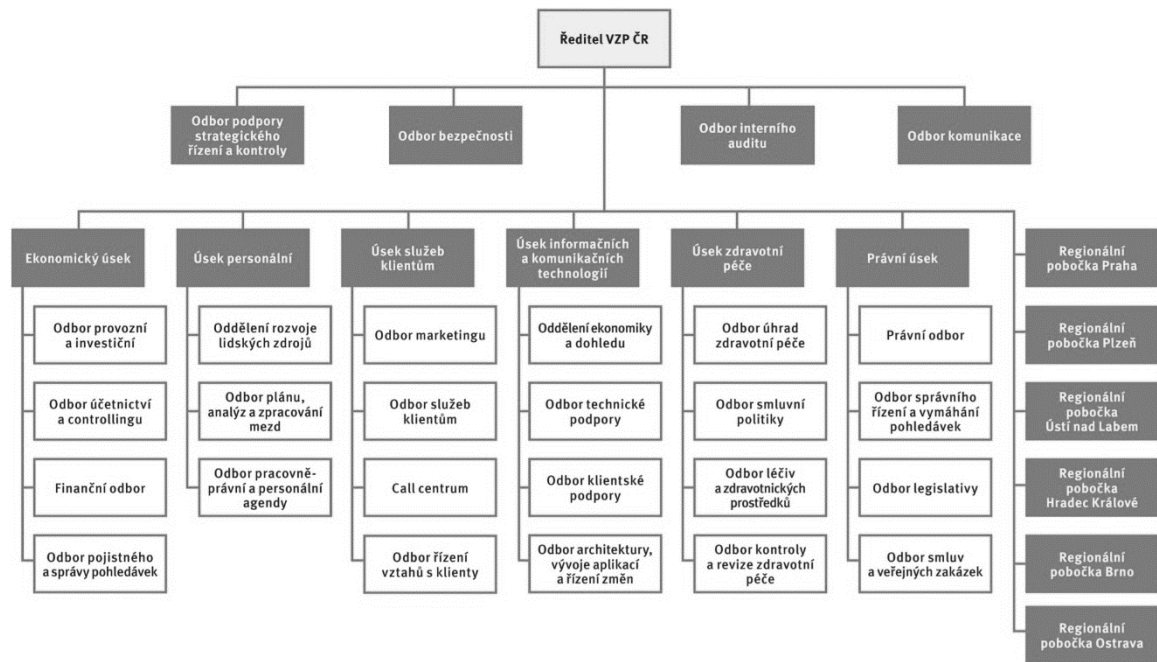 Ředitel VZP ČR
Odbor podpory
strategického
řízení a kontroly
Odbor bezpečnosti
Odbor interního
auditu
Odbor komunikace
Ekonomický úsek
Odbor provozní
a investiční
Odbor účetnictví
a controllingu
Finanční odbor
Odbor pojistného
a správy pohledávek
Úsek personální
Oddělení rozvoje
lidských zdrojů
Odbor plánu,
analýz a zpracování
mezd
Odbor pracovně-
právní a personální
agendy
Úsek služeb
klientům
Odbor marketingu
Odbor služeb
klientům
Call centrum
Odbor řízení
vztahů s klienty
Úsek informačních
a komunikačních
technologií
Oddělení ekonomiky
a dohledu
Odbor technické
podpory
Odbor klientské
podpory
Odbor architektury,
vývoje aplikací
a řízení změn
Úsek zdravotní
péče
Odbor úhrad
zdravotní péče
Odbor smluvní
politiky
Odbor léčiv
a zdravotnických
prostředků
Odbor kontroly
a revize zdravotní
péče
Právní úsek
Právní odbor
Odbor správního
řízení a vymáhání
pohledávek
Odbor legislativy
Odbor smluv
a veřejných zakázek
Regionální
pobočka Praha
Regionální
pobočka Plzeň
Regionální
pobočka
Ústí nad Labem
Regionální
pobočka
Hradec Králové
Regionální
pobočka Brno
Regionální
pobočka Ostrava